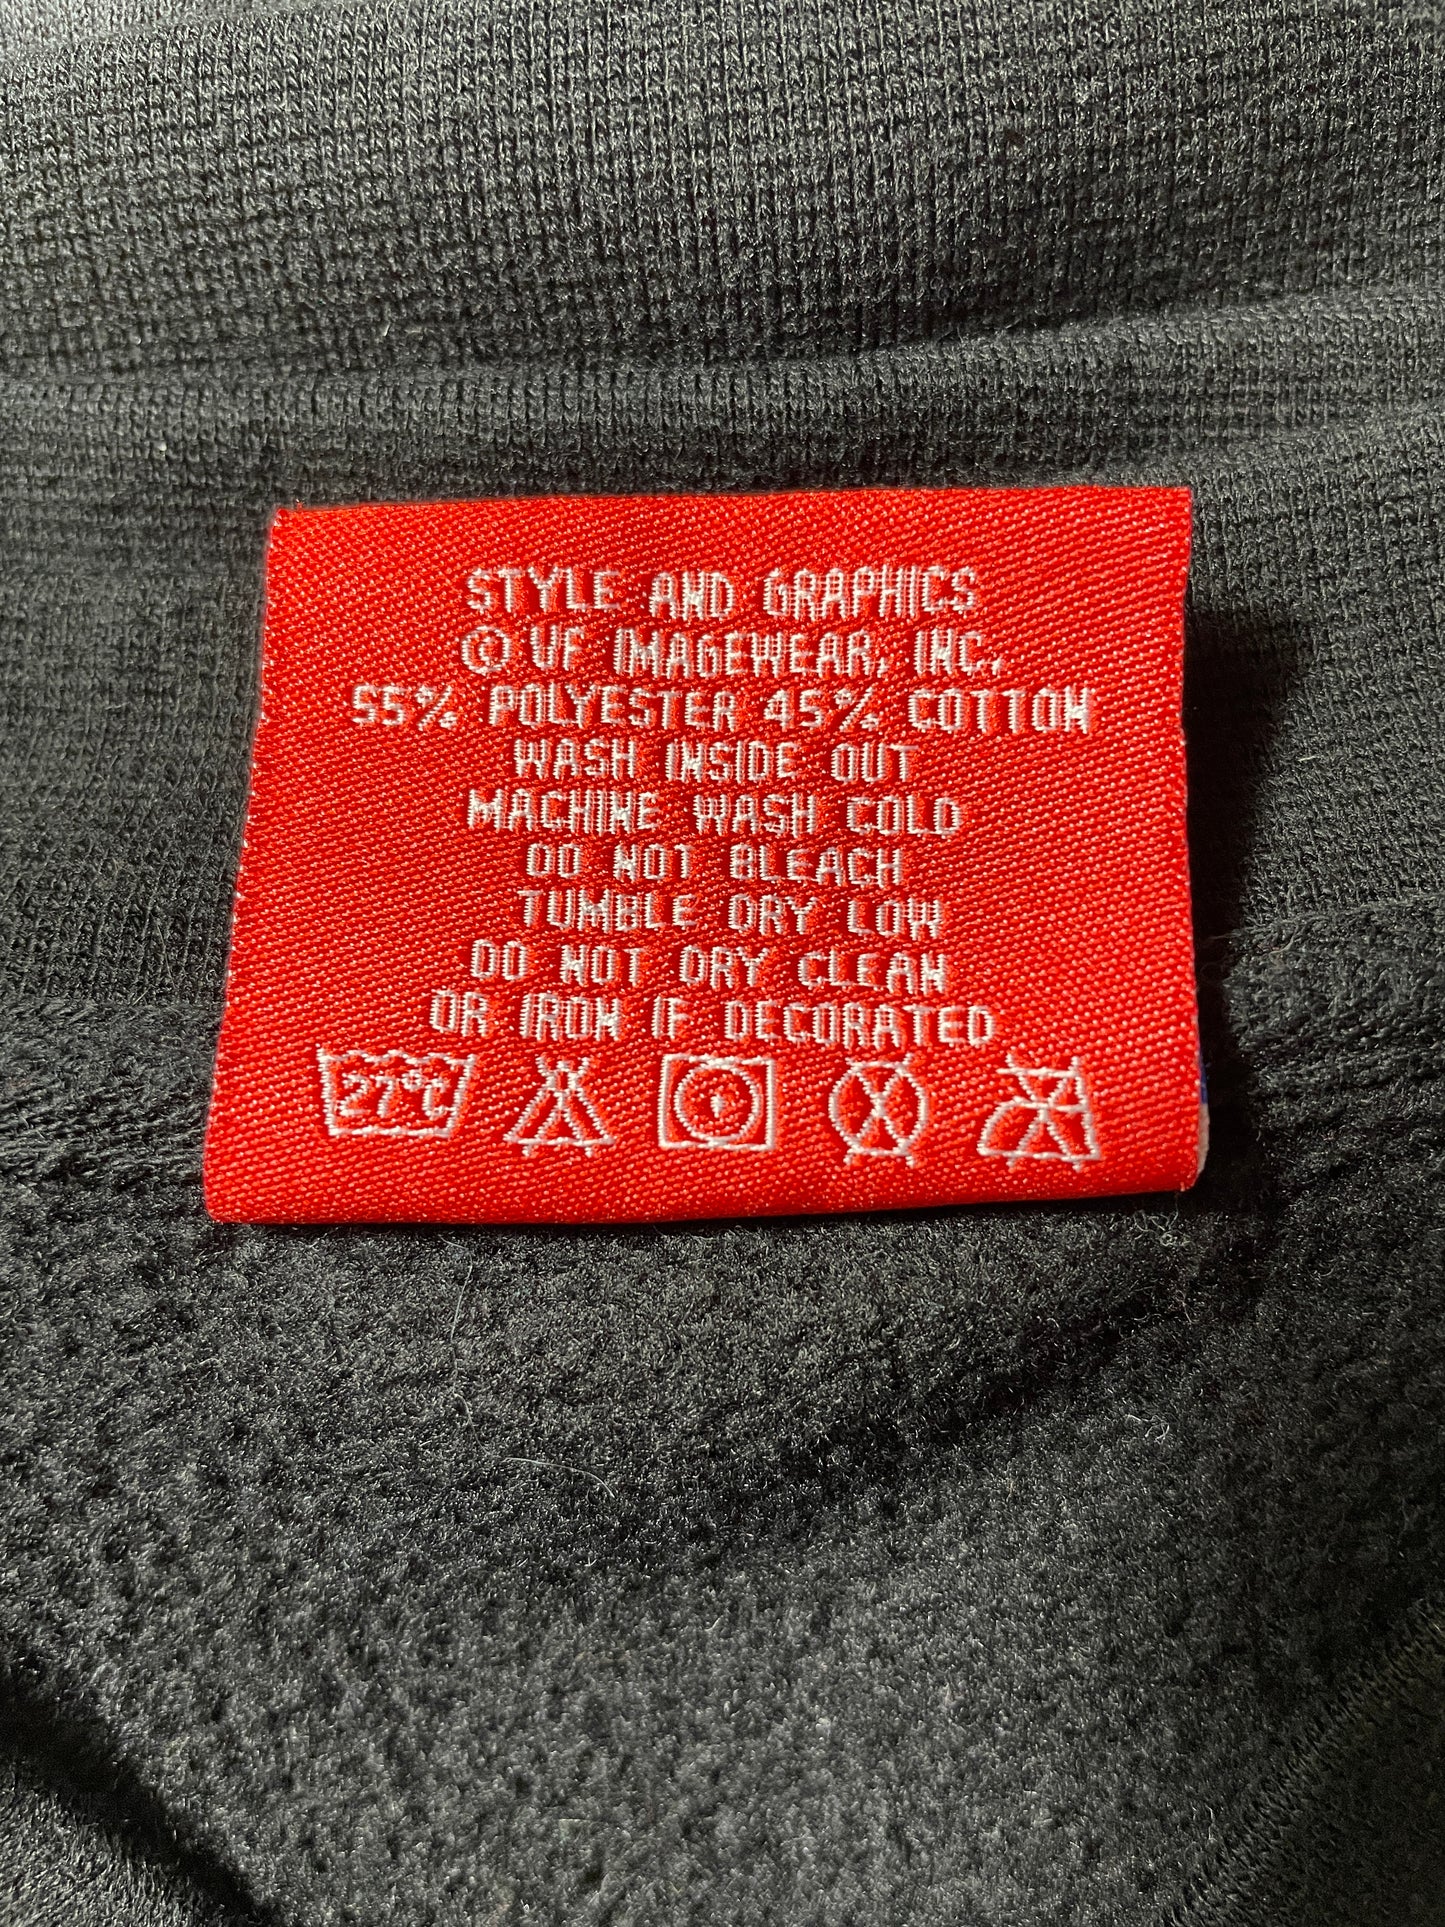 STYLE AND GRAPHICS
© VF IMAGEWEAR, INC.,
55% POLYESTER 45% COTTON
WASH INSIDE OUT
MACHINE WASH COLD
DO NOT BLEACH
TUMBLE DRY LOW
DO NOT DRY CLEAN
OR IRON IF DECORATED
27°C